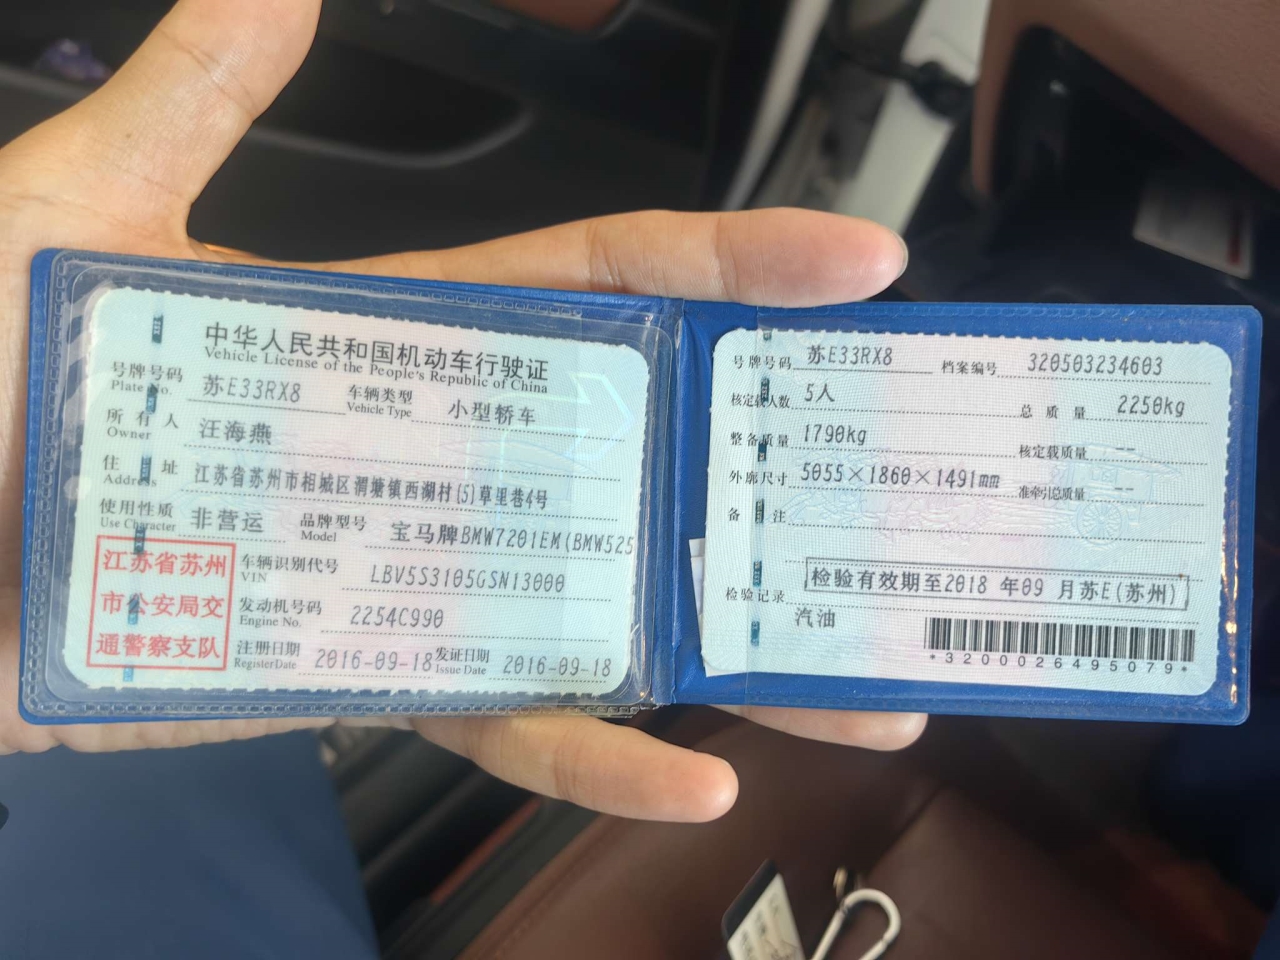 中华人民共和国机动车行驶证
Vehicle License of the People's Republic of China
号牌号码 苏E33RX8 车辆类型 小型轿车
Plate No. Vehicle Type
所有人 汪海燕
Owner
住址 江苏省苏州市相城区渭塘镇西湖村(5)草里巷4号
Address
使用性质 非营运 品牌型号 宝马牌BMW7201EM(BMW525
Use Character Model
江苏省苏州
市公安局交
通警察支队
车辆识别代号 LBV5S3105GSN13000
VIN
发动机号码 2254C990
Engine No.
注册日期 2016-09-18 发证日期 2016-09-18
Register Date Issue Date
号牌号码 苏E33RX8 档案编号 320503234603
核定载人数 5人 总质量 2250kg
整备质量 1790kg 核定载质量 --
外廓尺寸 5055×1860×1491mm 准牵引总质量 --
备注
检验有效期至2018 年09 月苏E(苏州)
检验记录
汽油
*3200026495079*